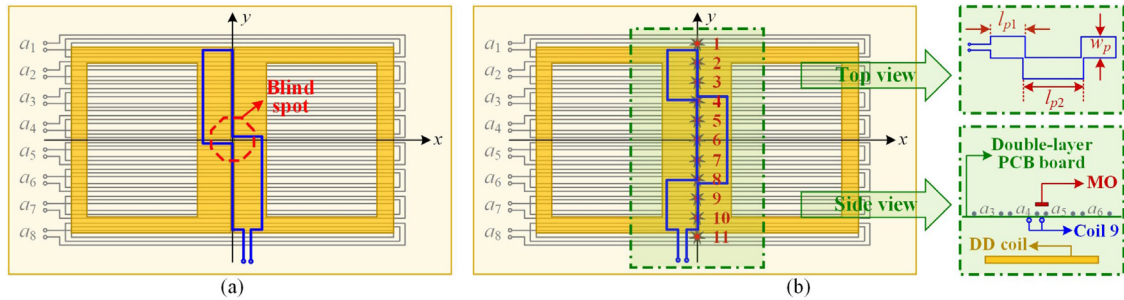 y
a1
a2
a3
a4
a5
a6
a7
a8
Blind
spot
x
(a)
y
a1
a2
a3
a4
a5
a6
a7
a8
1
2
3
4
5
6
7
8
9
10
11
x
Top view
Side view
(b)
lp1
wp
lp2
Double-layer
PCB board
MO
a3 a4 a5 a6
Coil 9
DD coil